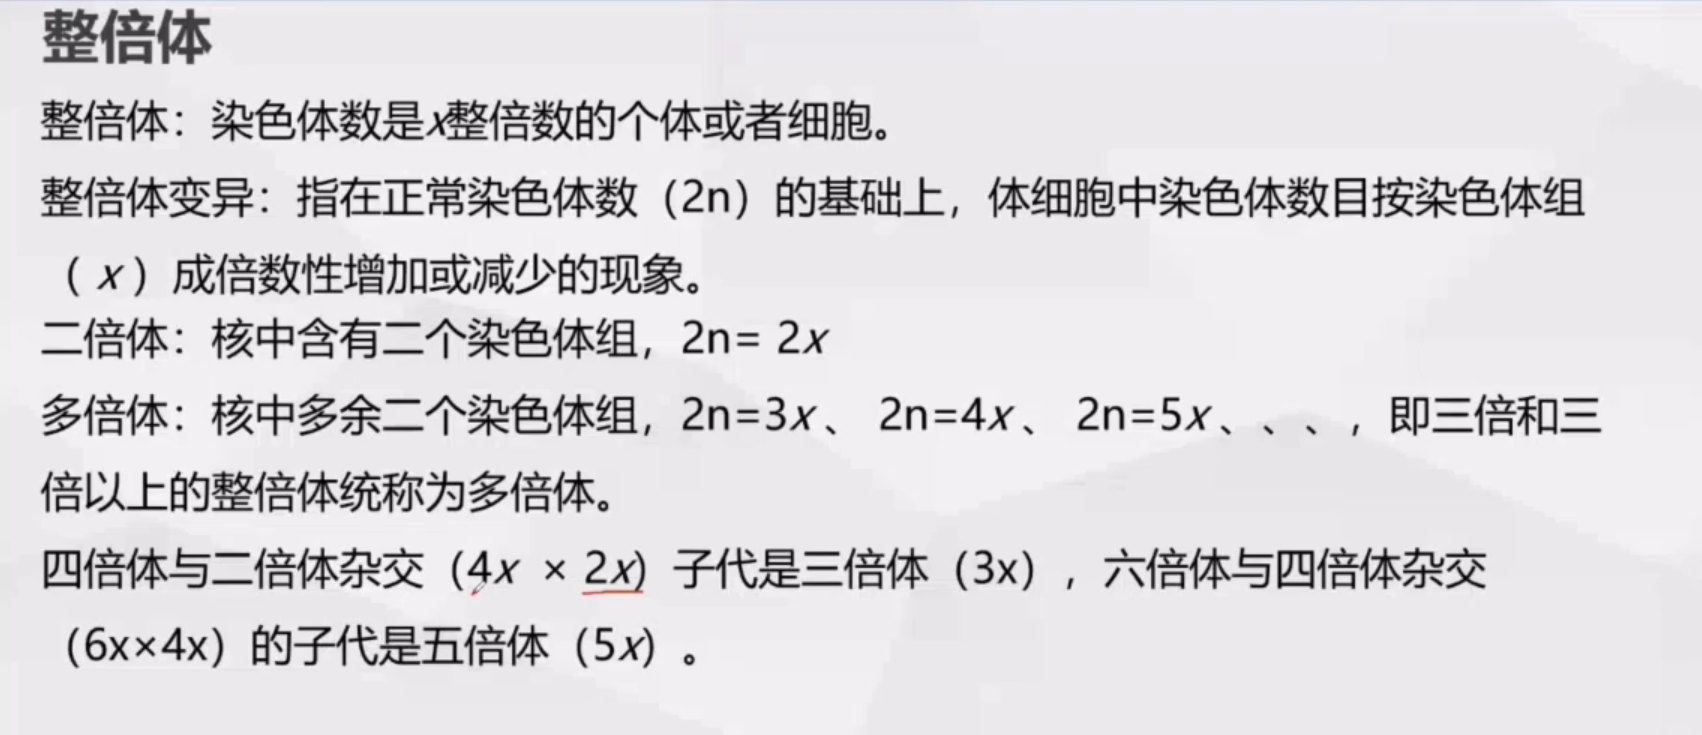 整倍体
整倍体：染色体数是x整倍数的个体或者细胞。
整倍体变异：指在正常染色体数（2n）的基础上，体细胞中染色体数目按染色体组
（ x ）成倍数性增加或减少的现象。
二倍体：核中含有二个染色体组，2n= 2x
多倍体：核中多余二个染色体组，2n=3x 、 2n=4x 、 2n=5x 、、、，即三倍和三
倍以上的整倍体统称为多倍体。
四倍体与二倍体杂交（4x × 2x）子代是三倍体（3x），六倍体与四倍体杂交
（6x×4x）的子代是五倍体（5x）。